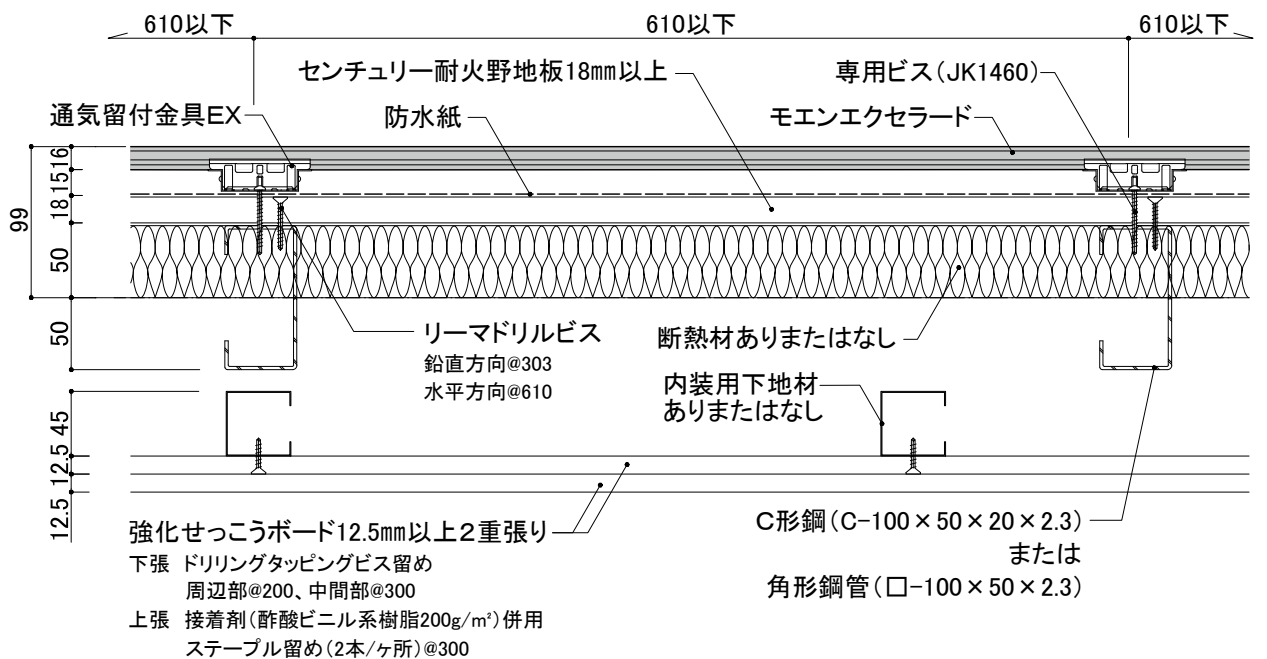 610以下
610以下
610以下
センチュリー耐火野地板18mm以上
専用ビス(JK1460)
通気留付金具EX
防水紙
モエンエクセラード
16
15
18
99
50
50
リーマドリルビス
鉛直方向@303
水平方向@610
断熱材ありまたはなし
内装用下地材
ありまたはなし
45
12.5
12.5
強化せっこうボード12.5mm以上2重張り
下張 ドリリングタッピングビス留め
周辺部@200、中間部@300
上張 接着剤(酢酸ビニル系樹脂200g/㎡)併用
ステープル留め(2本/ヶ所)@300
C形鋼(C-100×50×20×2.3)
または
角形鋼管(□-100×50×2.3)